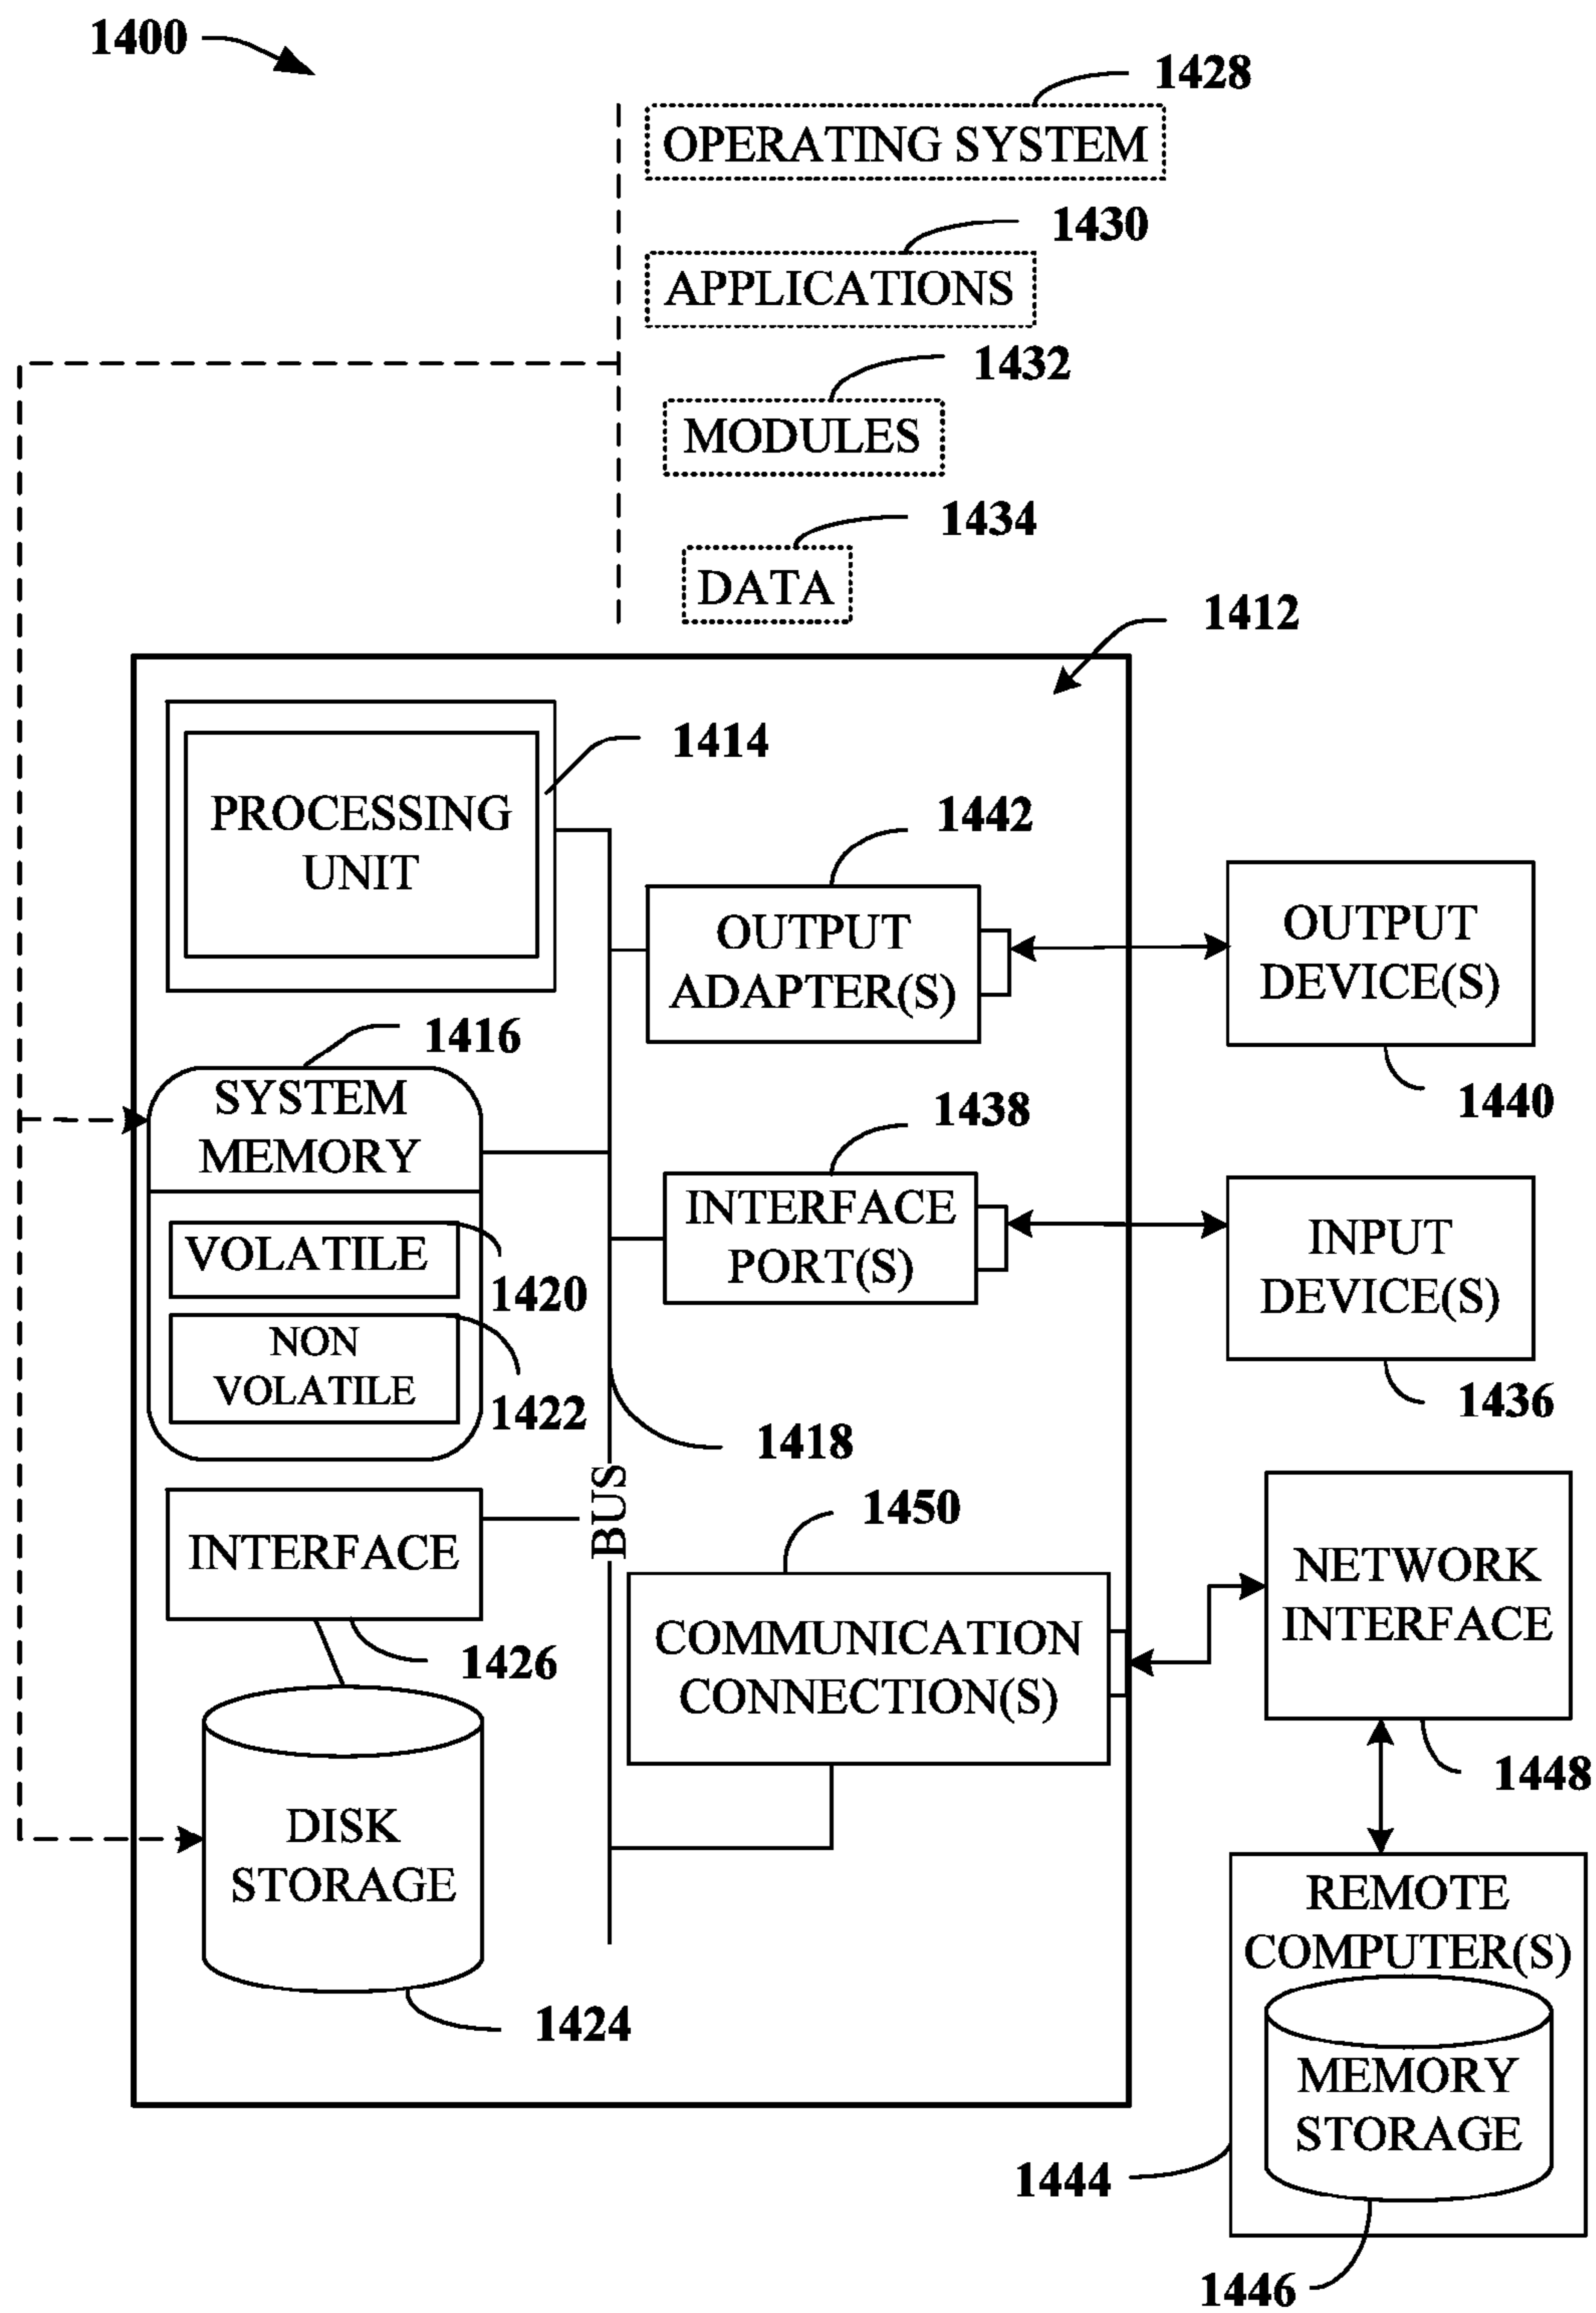 1400
1428
OPERATING SYSTEM
1430
APPLICATIONS
1432
MODULES
1434
DATA
1412
1414
PROCESSING
UNIT
1442
OUTPUT
ADAPTER(S)
OUTPUT
DEVICE(S)
1440
1416
SYSTEM
MEMORY
VOLATILE
1420
NON
VOLATILE
1422
1438
INTERFACE
PORT(S)
INPUT
DEVICE(S)
1436
1418
BUS
INTERFACE
1426
1450
COMMUNICATION
CONNECTION(S)
NETWORK
INTERFACE
1448
DISK
STORAGE
1424
REMOTE
COMPUTER(S)
MEMORY
STORAGE
1444
1446